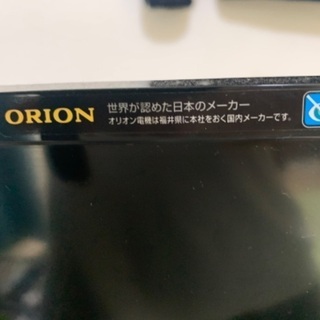 ORION
世界が認めた日本のメーカー
オリオン電機は福井県に本社をおく国内メーカーです。